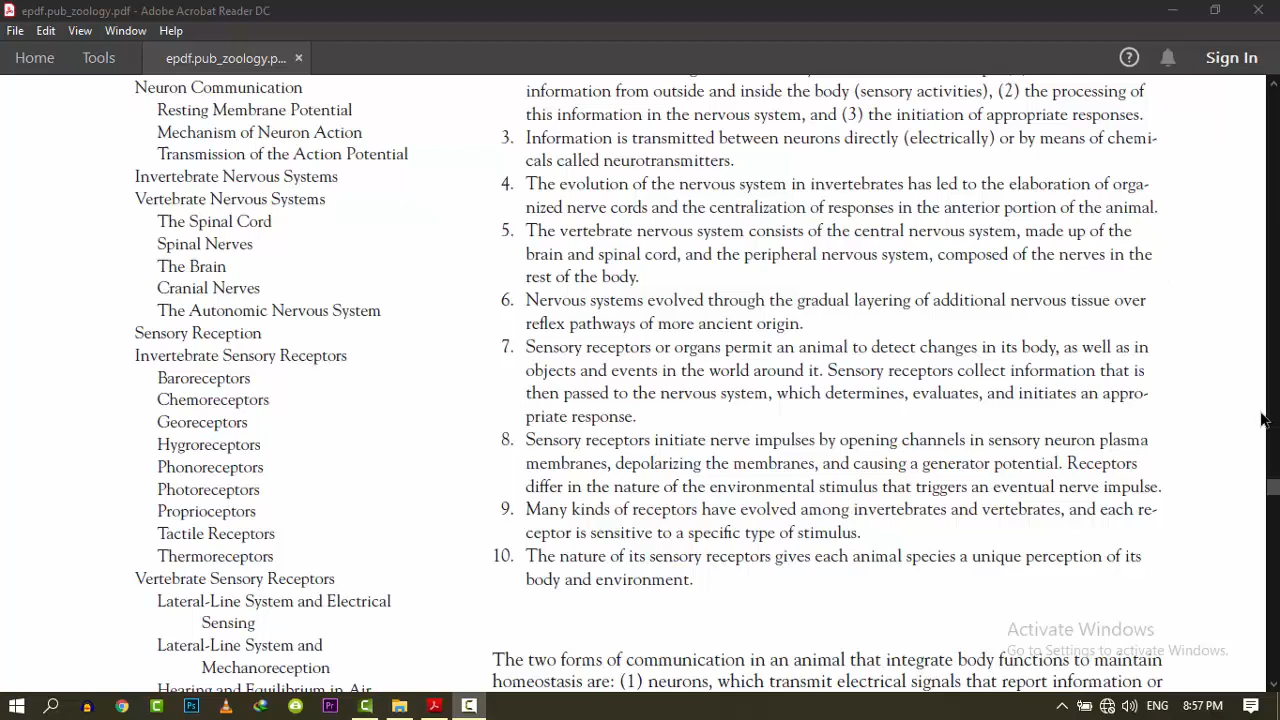 epdf.pub_zoology.pdf - Adobe Acrobat Reader DC
File Edit View Window Help
Home Tools epdf.pub_zoology.p... × Sign In
Neuron Communication
Resting Membrane Potential
Mechanism of Neuron Action
Transmission of the Action Potential
Invertebrate Nervous Systems
Vertebrate Nervous Systems
The Spinal Cord
Spinal Nerves
The Brain
Cranial Nerves
The Autonomic Nervous System
Sensory Reception
Invertebrate Sensory Receptors
Baroreceptors
Chemoreceptors
Georeceptors
Hygroreceptors
Phonoreceptors
Photoreceptors
Proprioceptors
Tactile Receptors
Thermoreceptors
Vertebrate Sensory Receptors
Lateral-Line System and Electrical
Sensing
Lateral-Line System and
Mechanoreception
Hearing and Equilibrium in Air
information from outside and inside the body (sensory activities), (2) the processing of
this information in the nervous system, and (3) the initiation of appropriate responses.
3. Information is transmitted between neurons directly (electrically) or by means of chemi-
cals called neurotransmitters.
4. The evolution of the nervous system in invertebrates has led to the elaboration of orga-
nized nerve cords and the centralization of responses in the anterior portion of the animal.
5. The vertebrate nervous system consists of the central nervous system, made up of the
brain and spinal cord, and the peripheral nervous system, composed of the nerves in the
rest of the body.
6. Nervous systems evolved through the gradual layering of additional nervous tissue over
reflex pathways of more ancient origin.
7. Sensory receptors or organs permit an animal to detect changes in its body, as well as in
objects and events in the world around it. Sensory receptors collect information that is
then passed to the nervous system, which determines, evaluates, and initiates an appro-
priate response.
8. Sensory receptors initiate nerve impulses by opening channels in sensory neuron plasma
membranes, depolarizing the membranes, and causing a generator potential. Receptors
differ in the nature of the environmental stimulus that triggers an eventual nerve impulse.
9. Many kinds of receptors have evolved among invertebrates and vertebrates, and each re-
ceptor is sensitive to a specific type of stimulus.
10. The nature of its sensory receptors gives each animal species a unique perception of its
body and environment.
The two forms of communication in an animal that integrate body functions to maintain
homeostasis are: (1) neurons, which transmit electrical signals that report information or
Activate Windows
Go to Settings to activate Windows.
ENG 8:57 PM